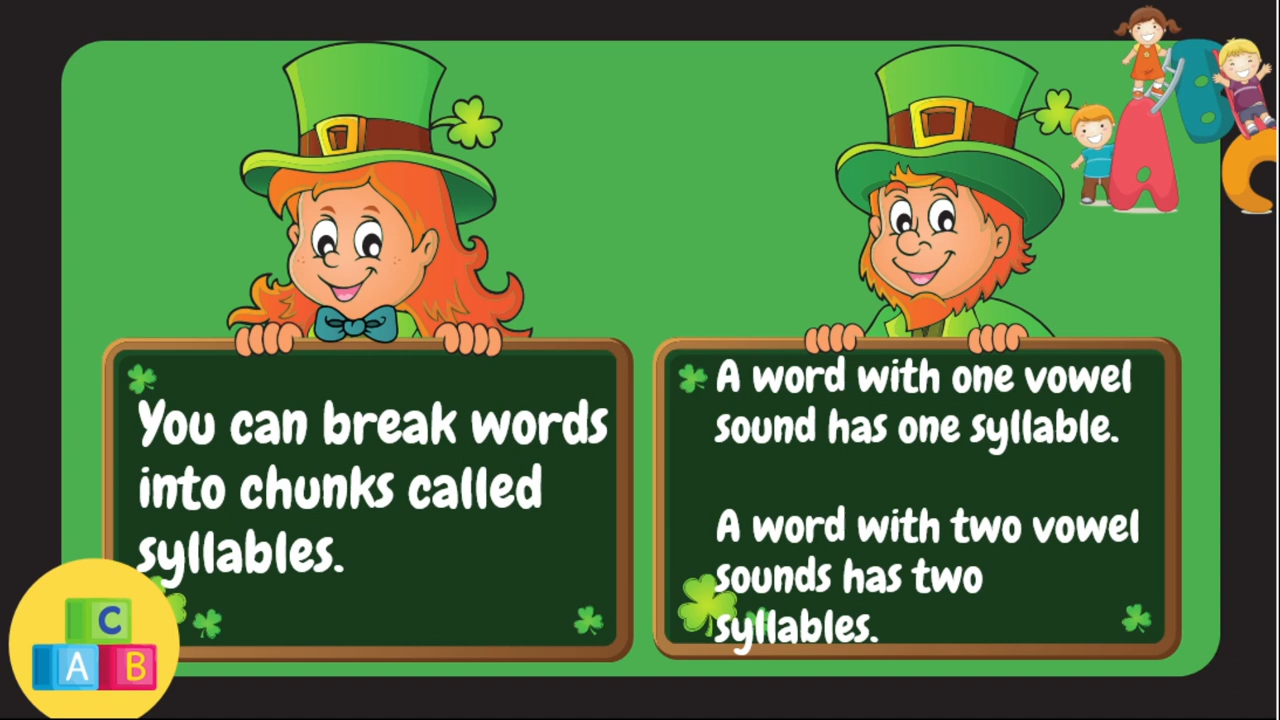 You can break words
into chunks called
syllables.
A word with one vowel
sound has one syllable.
A word with two vowel
sounds has two
syllables.
C
A B
A B C